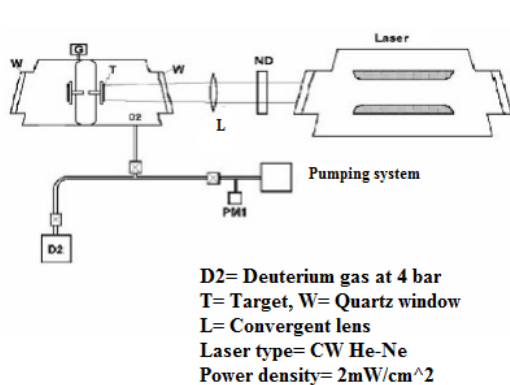 Laser
G
W
T
W
ND
D2
L
Pumping system
PM1
D2
D2= Deuterium gas at 4 bar
T= Target, W= Quartz window
L= Convergent lens
Laser type= CW He-Ne
Power density= 2mW/cm^2